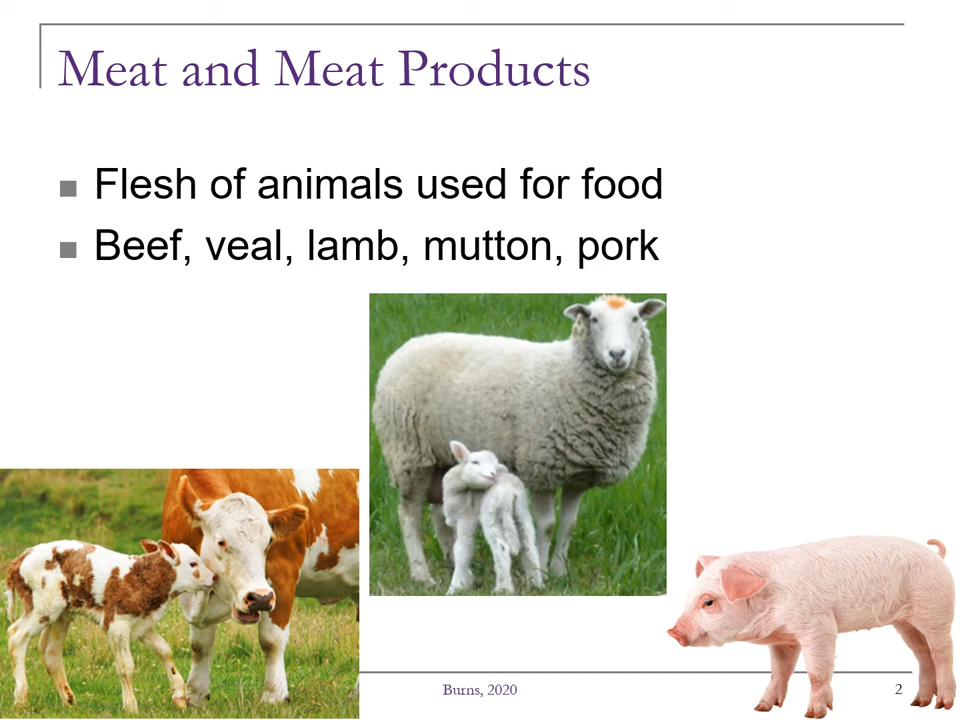 Meat and Meat Products
Flesh of animals used for food
Beef, veal, lamb, mutton, pork
Burns, 2020
2